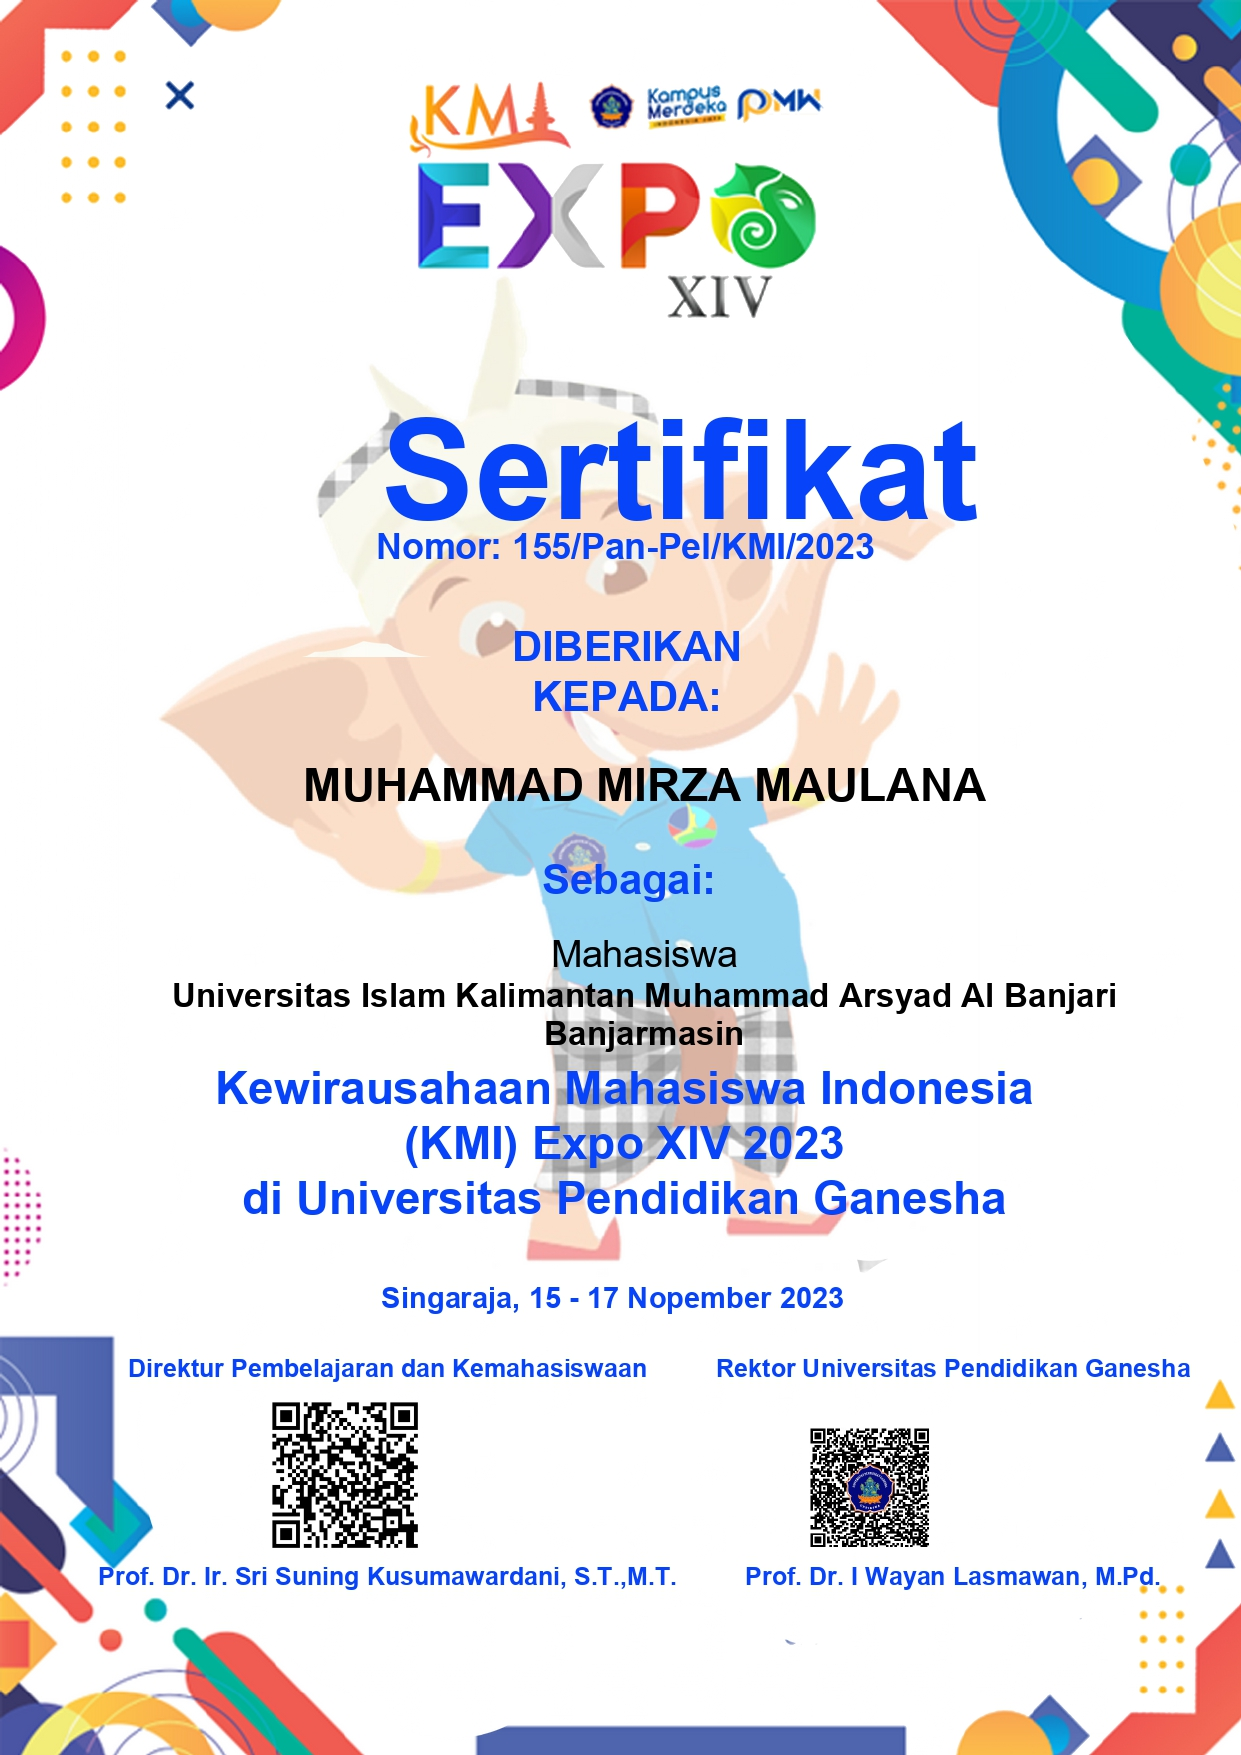 KMI
Kampus
Merdeka
INDONESIA JAYA
PMW
EXPO
XIV
Sertifikat
Nomor: 155/Pan-Pel/KMI/2023
DIBERIKAN
KEPADA:
MUHAMMAD MIRZA MAULANA
Sebagai:
Mahasiswa
Universitas Islam Kalimantan Muhammad Arsyad Al Banjari
Banjarmasin
Kewirausahaan Mahasiswa Indonesia
(KMI) Expo XIV 2023
di Universitas Pendidikan Ganesha
Singaraja, 15 - 17 Nopember 2023
Direktur Pembelajaran dan Kemahasiswaan
Rektor Universitas Pendidikan Ganesha
Prof. Dr. Ir. Sri Suning Kusumawardani, S.T.,M.T.
Prof. Dr. I Wayan Lasmawan, M.Pd.